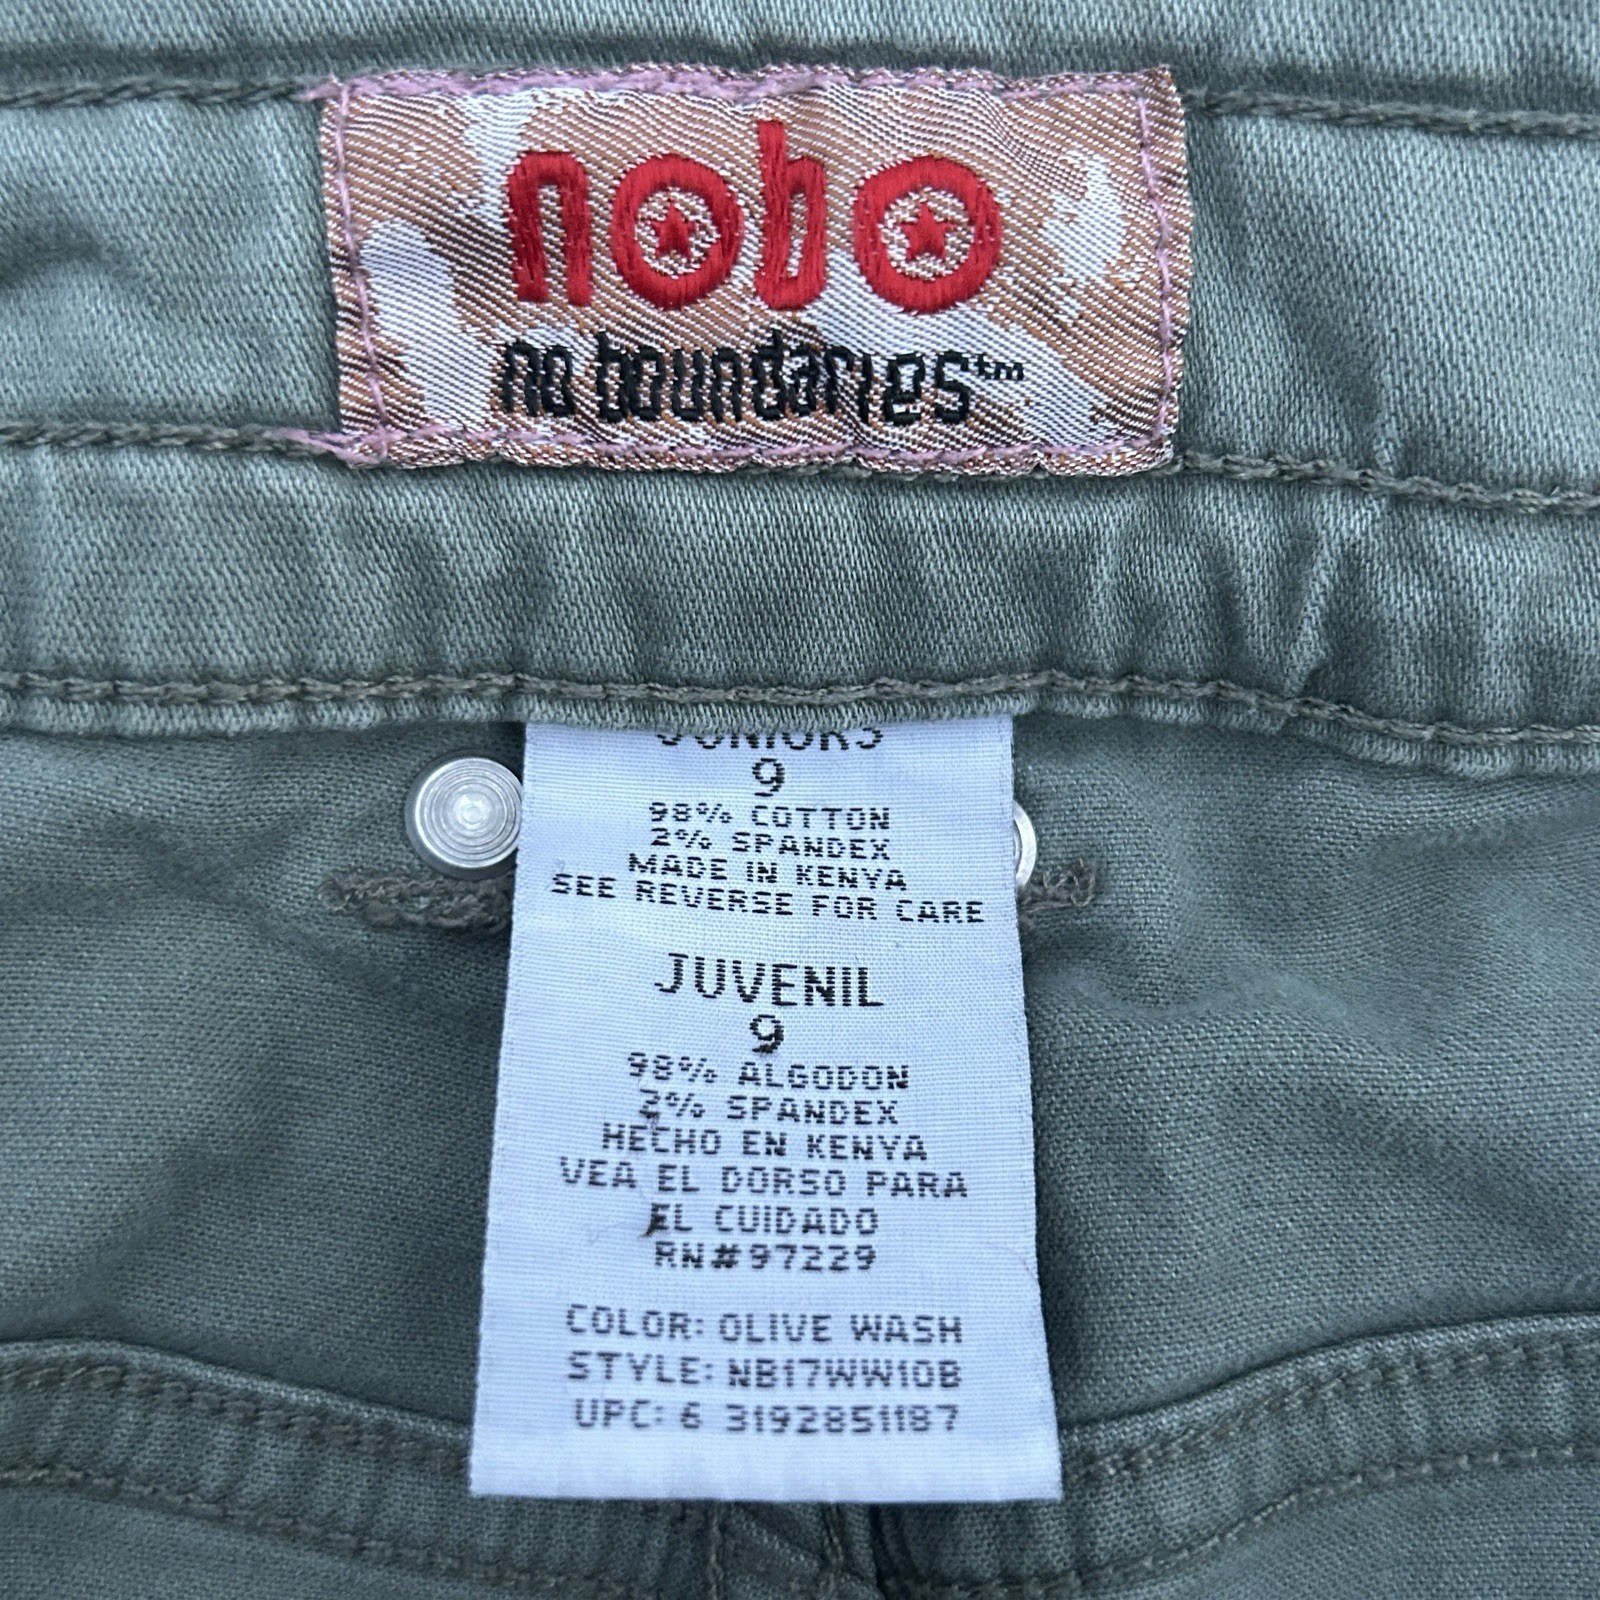 nobo
no boundaries™
JUNIORS
9
98% COTTON
2% SPANDEX
MADE IN KENYA
SEE REVERSE FOR CARE
JUVENIL
9
98% ALGODON
2% SPANDEX
HECHO EN KENYA
VEA EL DORSO PARA
EL CUIDADO
RN#97229
COLOR: OLIVE WASH
STYLE: NB17WW10B
UPC: 6 3192851187